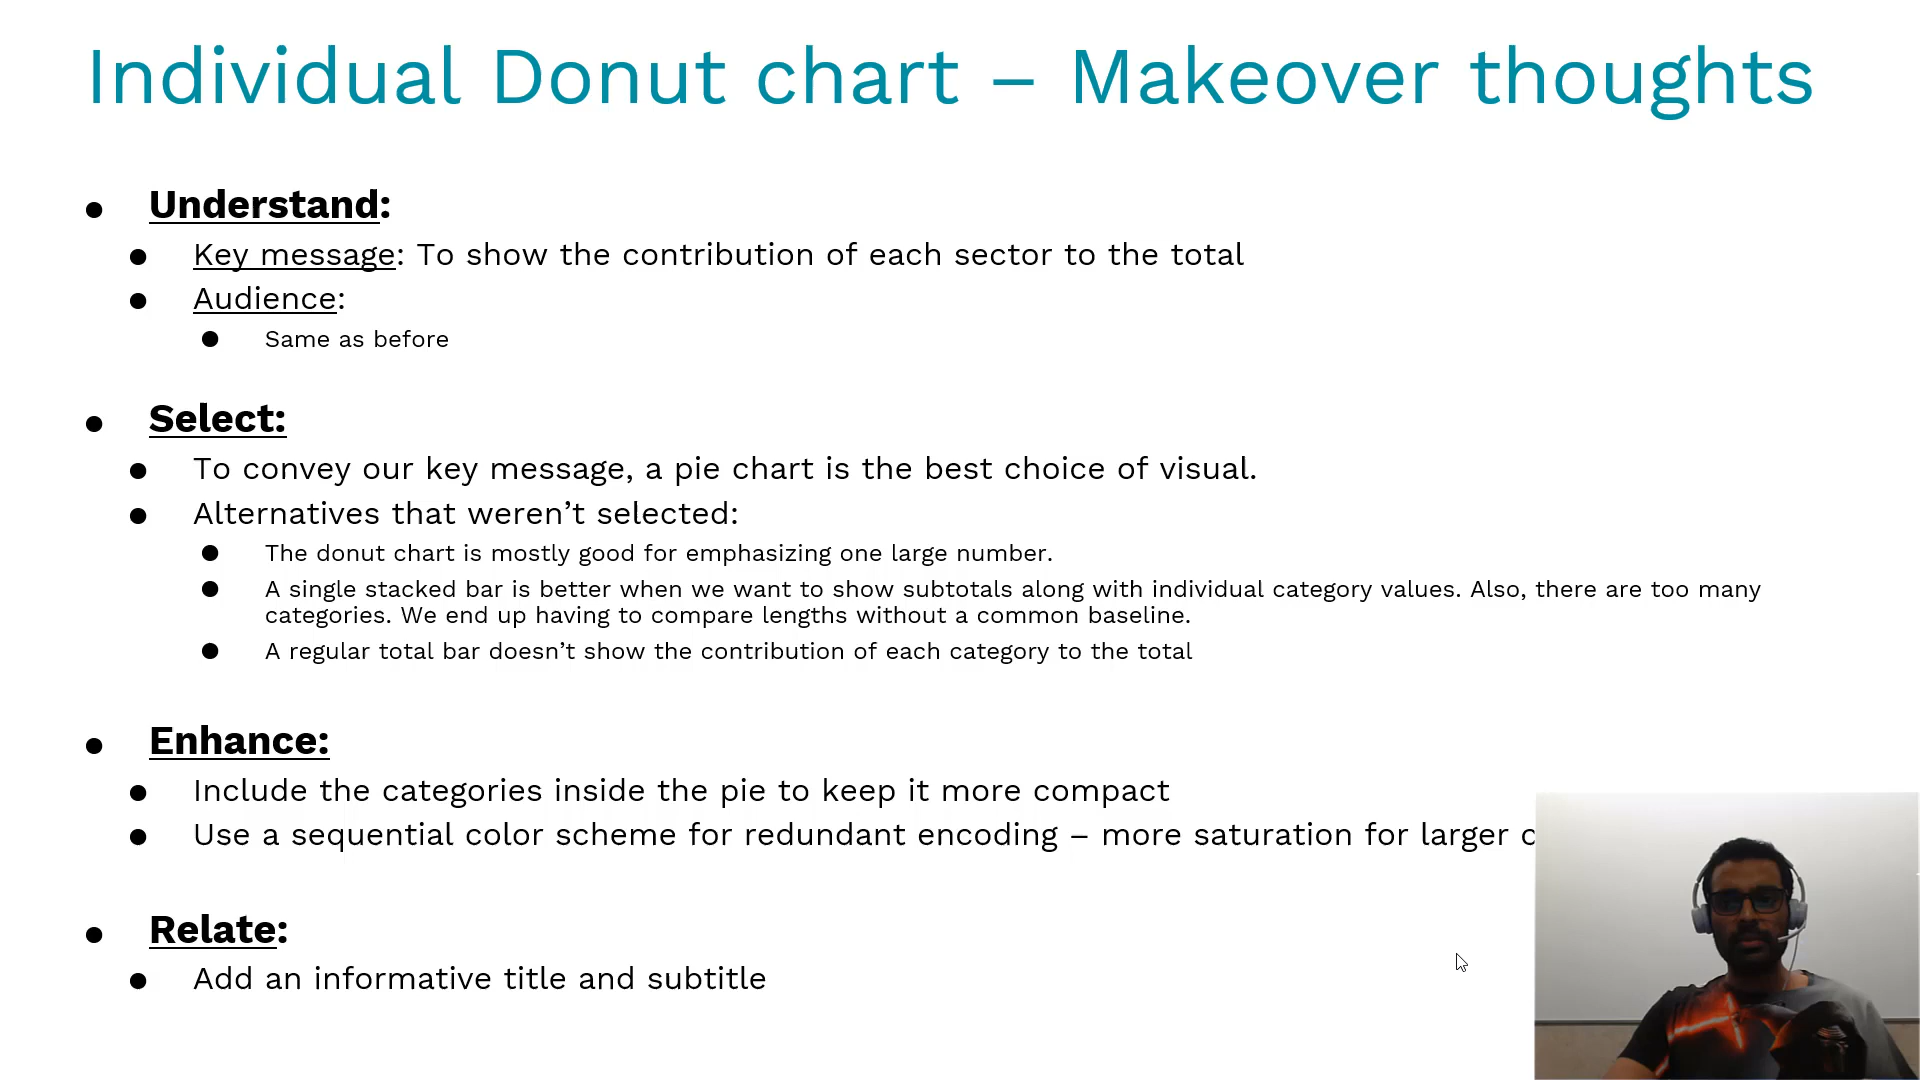 Individual Donut chart – Makeover thoughts
Understand:
Key message: To show the contribution of each sector to the total
Audience:
Same as before
Select:
To convey our key message, a pie chart is the best choice of visual.
Alternatives that weren’t selected:
The donut chart is mostly good for emphasizing one large number.
A single stacked bar is better when we want to show subtotals along with individual category values. Also, there are too many
categories. We end up having to compare lengths without a common baseline.
A regular total bar doesn’t show the contribution of each category to the total
Enhance:
Include the categories inside the pie to keep it more compact
Use a sequential color scheme for redundant encoding – more saturation for larger
Relate:
Add an informative title and subtitle